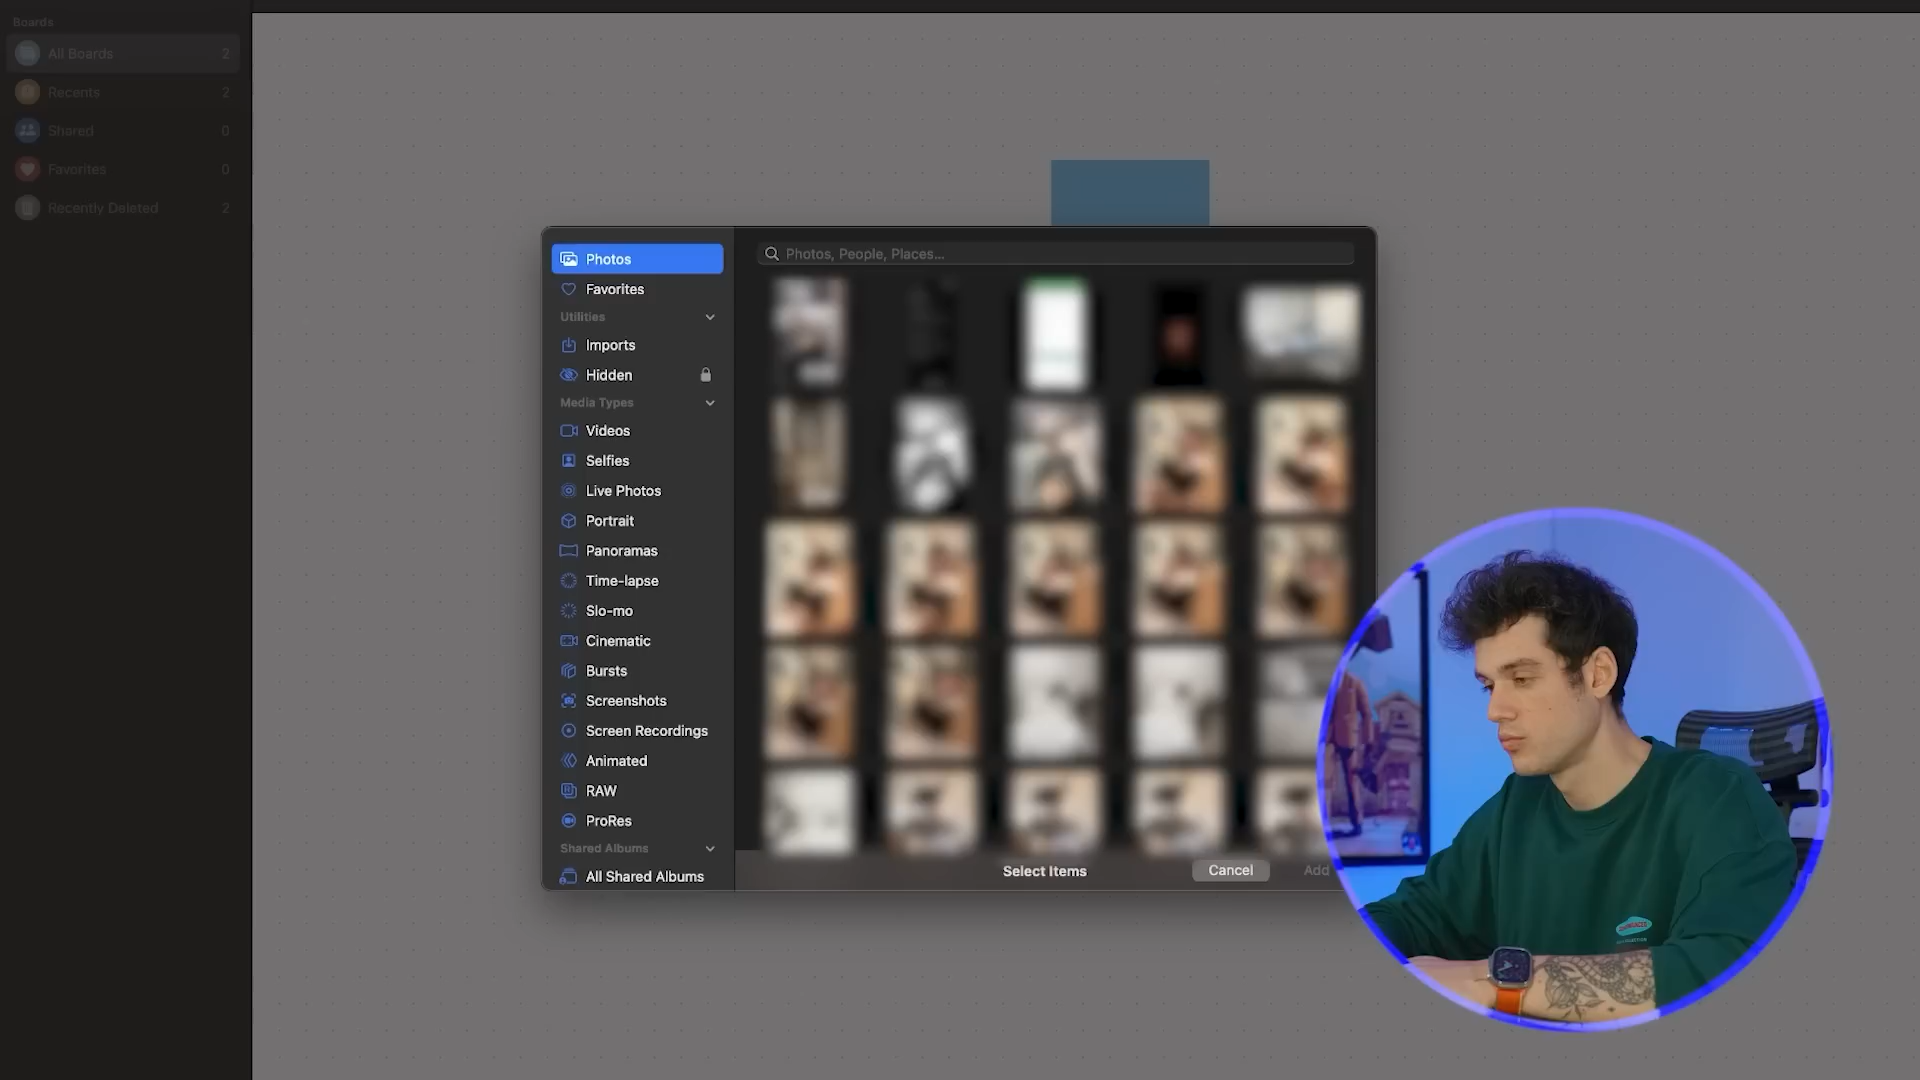 Boards
All Boards 2
Recents 2
Shared 0
Favorites 0
Recently Deleted 2
Photos
Favorites
Utilities
Imports
Hidden
Media Types
Videos
Selfies
Live Photos
Portrait
Panoramas
Time-lapse
Slo-mo
Cinematic
Bursts
Screenshots
Screen Recordings
Animated
RAW
ProRes
Shared Albums
All Shared Albums
Photos, People, Places...
Select Items
Cancel
Add